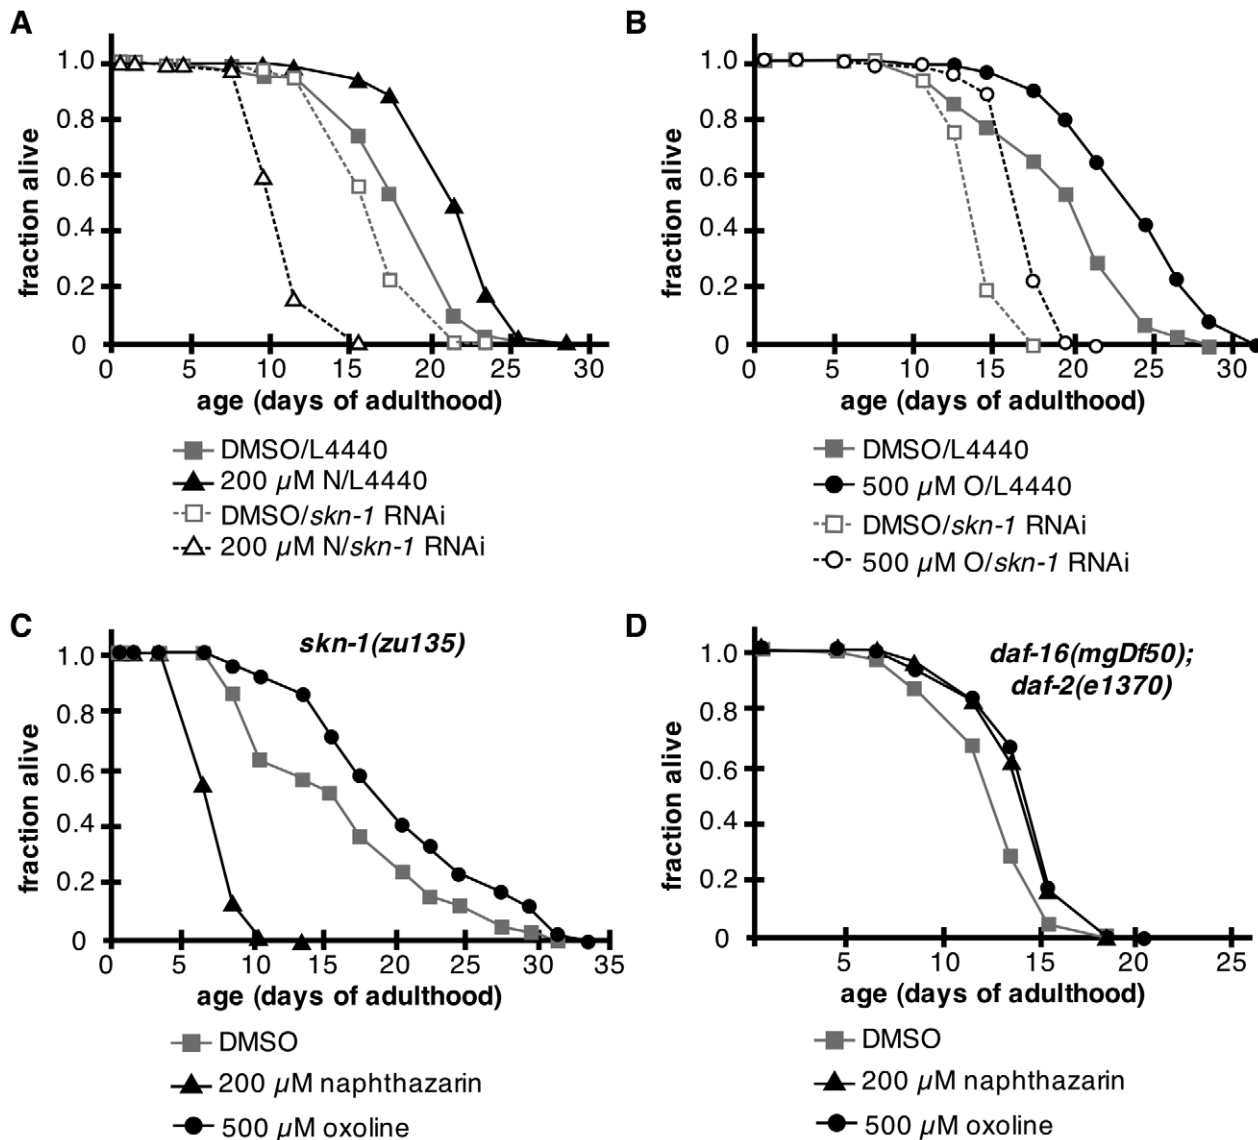 A
fraction alive
1.0
0.8
0.6
0.4
0.2
0
0 5 10 15 20 25 30
age (days of adulthood)
DMSO/L4440
200 µM N/L4440
DMSO/skn-1 RNAi
200 µM N/skn-1 RNAi
B
fraction alive
1.0
0.8
0.6
0.4
0.2
0
0 5 10 15 20 25 30
age (days of adulthood)
DMSO/L4440
500 µM O/L4440
DMSO/skn-1 RNAi
500 µM O/skn-1 RNAi
C
skn-1(zu135)
fraction alive
1.0
0.8
0.6
0.4
0.2
0
0 5 10 15 20 25 30 35
age (days of adulthood)
DMSO
200 µM naphthazarin
500 µM oxoline
D
daf-16(mgDf50);
daf-2(e1370)
fraction alive
1.0
0.8
0.6
0.4
0.2
0
5 10 15 20 25
age (days of adulthood)
DMSO
200 µM naphthazarin
500 µM oxoline